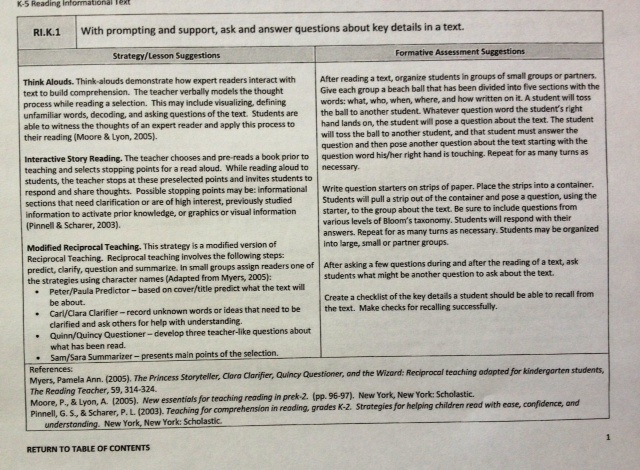 K-5 Reading Informational Text
RI.K.1
With prompting and support, ask and answer questions about key details in a text.
Strategy/Lesson Suggestions
Think Alouds. Think-alouds demonstrate how expert readers interact with
text to build comprehension. The teacher verbally models the thought
process while reading a selection. This may include visualizing, defining
unfamiliar words, decoding, and asking questions of the text. Students are
able to witness the thoughts of an expert reader and apply this process to
their reading (Moore & Lyon, 2005).
Interactive Story Reading. The teacher chooses and pre-reads a book prior to
teaching and selects stopping points for a read aloud. While reading aloud to
students, the teacher stops at these preselected points and invites students to
respond and share thoughts. Possible stopping points may be: informational
sections that need clarification or are of high interest, previously studied
information to activate prior knowledge, or graphics or visual information
(Pinnell & Scharer, 2003).
Modified Reciprocal Teaching. This strategy is a modified version of
Reciprocal Teaching. Reciprocal teaching involves the following steps:
predict, clarify, question and summarize. In small groups assign readers one of
the strategies using character names (Adapted from Myers, 2005):
• Peter/Paula Predictor – based on cover/title predict what the text will
be about.
• Carl/Clara Clarifier – record unknown words or ideas that need to be
clarified and ask others for help with understanding.
• Quinn/Quincy Questioner – develop three teacher-like questions about
what has been read.
• Sam/Sara Summarizer – presents main points of the selection.
Formative Assessment Suggestions
After reading a text, organize students in groups of small groups or partners.
Give each group a beach ball that has been divided into five sections with the
words: what, who, when, where, and how written on it. A student will toss
the ball to another student. Whatever question word the student's right
hand lands on, the student will pose a question about the text. The student
will toss the ball to another student, and that student must answer the
question and then pose another question about the text starting with the
question word his/her right hand is touching. Repeat for as many turns as
necessary.
Write question starters on strips of paper. Place the strips into a container.
Students will pull a strip out of the container and pose a question, using the
starter, to the group about the text. Be sure to include questions from
various levels of Bloom's taxonomy. Students will respond with their
answers. Repeat for as many turns as necessary. Students may be organized
into large, small or partner groups.
After asking a few questions during and after the reading of a text, ask
students what might be another question to ask about the text.
Create a checklist of the key details a student should be able to recall from
the text. Make checks for recalling successfully.
References:
Myers, Pamela Ann. (2005). The Princess Storyteller, Clara Clarifier, Quincy Questioner, and the Wizard: Reciprocal teaching adapted for kindergarten students,
The Reading Teacher, 59, 314-324.
Moore, P., & Lyon, A. (2005). New essentials for teaching reading in prek-2. (pp. 96-97). New York, New York: Scholastic.
Pinnell, G. S., & Scharer, P. L. (2003). Teaching for comprehension in reading, grades K-2. Strategies for helping children read with ease, confidence, and
understanding. New York, New York: Scholastic.
1
RETURN TO TABLE OF CONTENTS